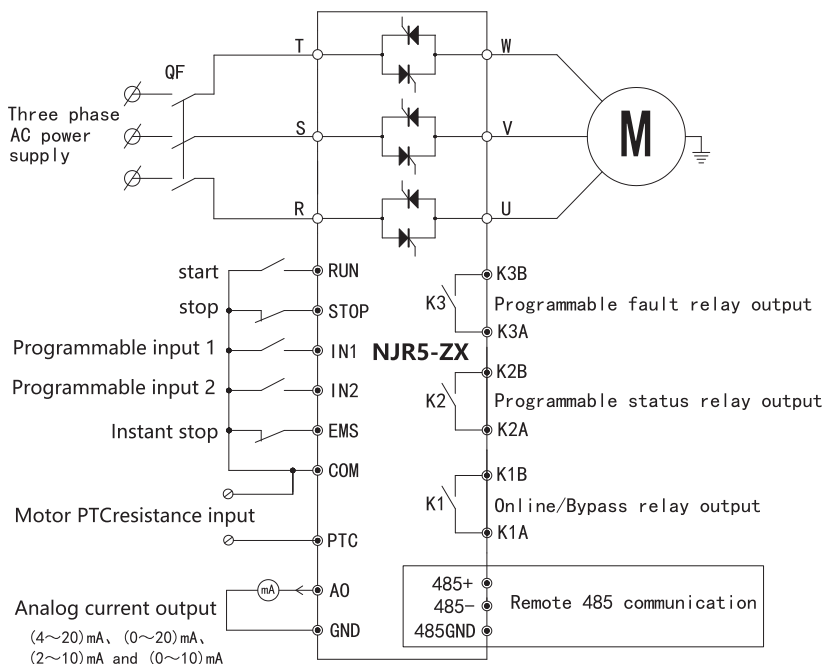 T
W
QF
Three phase
AC power
supply
S
V
M
R
U
start
RUN
K3B
stop
STOP
K3
Programmable fault relay output
K3A
Programmable input 1
IN1
NJR5-ZX
K2B
Programmable input 2
IN2
K2
Programmable status relay output
Instant stop
EMS
K2A
COM
K1B
Motor PTCresistance input
K1
Online/Bypass relay output
PTC
K1A
mA
AO
485+
Analog current output
485-
Remote 485 communication
GND
485GND
(4~20)mA、(0~20)mA、
(2~10)mA and (0~10)mA